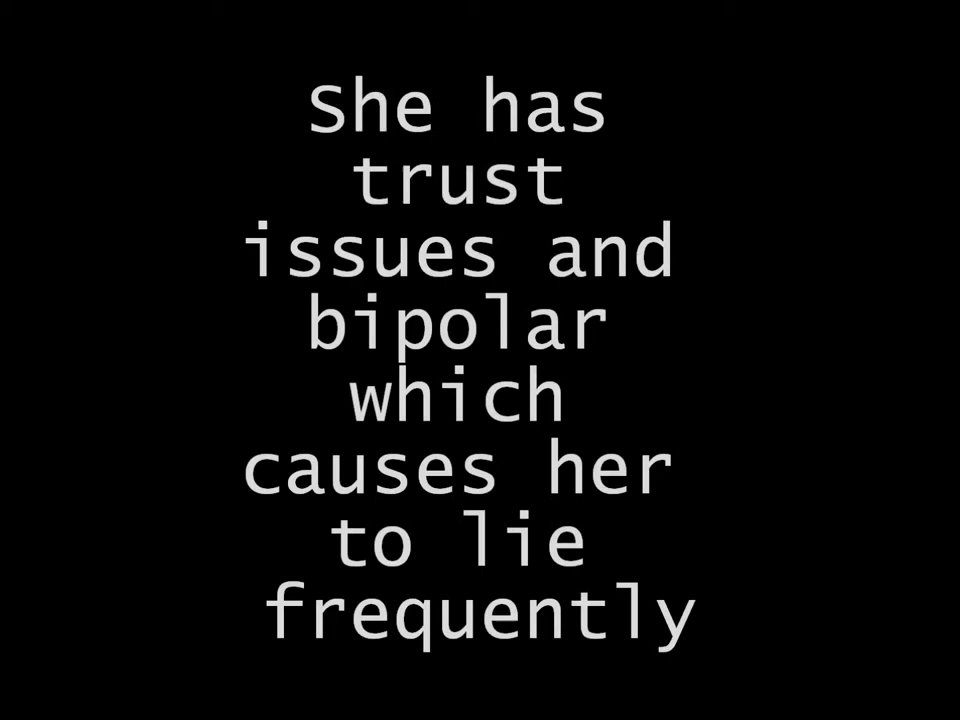 She has
trust
issues and
bipolar
which
causes her
to lie
frequently